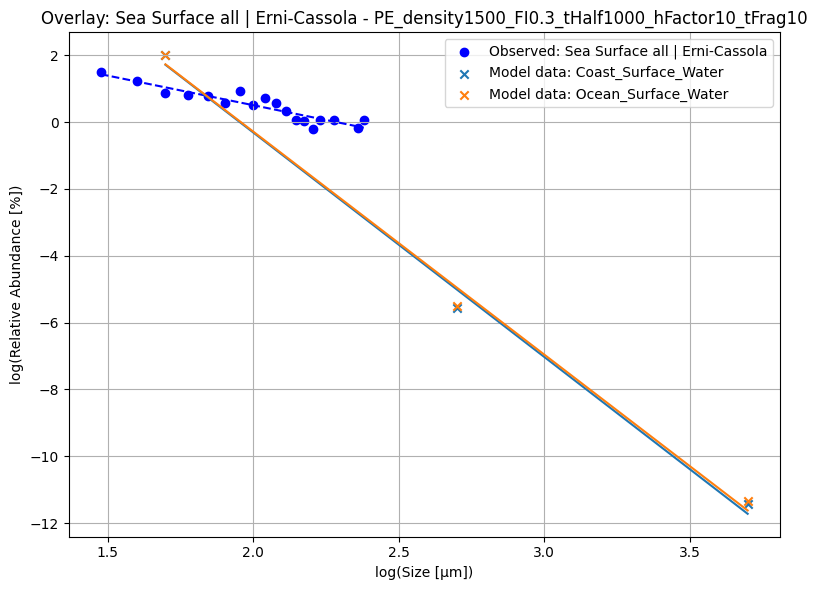 Overlay: Sea Surface all | Erni-Cassola - PE_density1500_FI0.3_tHalf1000_hFactor10_tFrag10
Observed: Sea Surface all | Erni-Cassola
Model data: Coast_Surface_Water
Model data: Ocean_Surface_Water
log(Relative Abundance [%])
2
0
−2
−4
−6
−8
−10
−12
1.5 2.0 2.5 3.0 3.5
log(Size [μm])